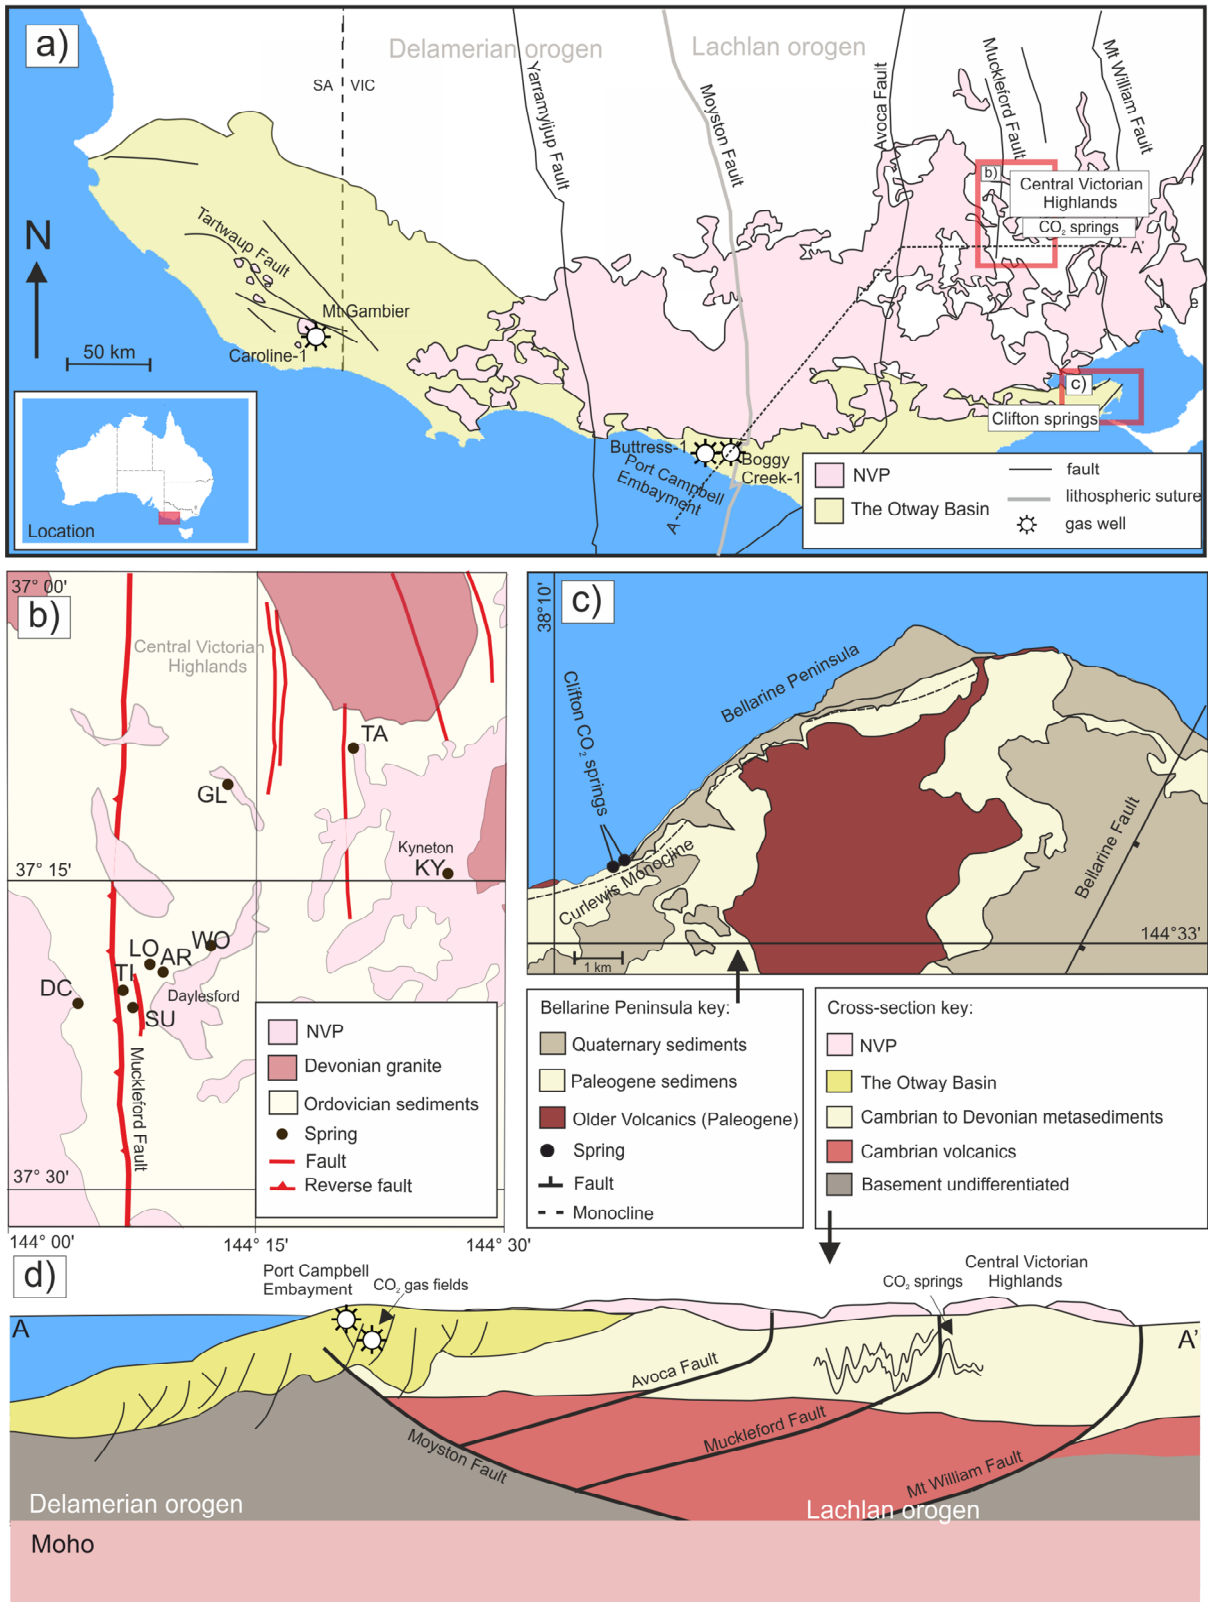 a)
Delamerian orogen
Lachlan orogen
SA
VIC
Yarramyijup Fault
Moyston Fault
Avoca Fault
Muckleford Fault
Mt William Fault
b)
Central Victorian
Highlands
CO2 springs
A'
N
50 km
Tartwaup Fault
Mt Gambier
Caroline-1
c)
Clifton springs
Buttress-1
Boggy
Creek-1
Port Campbell
Embayment
A
Location
NVP
The Otway Basin
fault
lithospheric suture
gas well
37° 00'
b)
Central Victorian
Highlands
TA
GL
Kyneton
KY
37° 15'
WO
LO
AR
TI
DC
Daylesford
SU
Muckleford Fault
37° 30'
NVP
Devonian granite
Ordovician sediments
Spring
Fault
Reverse fault
144° 00'
144° 15'
144° 30'
38°10'
c)
Bellarine Peninsula
Clifton CO2 springs
Curlewis Monocline
Bellarine Fault
144°33'
1 km
Bellarine Peninsula key:
Quaternary sediments
Paleogene sedimens
Older Volcanics (Paleogene)
Spring
Fault
Monocline
Cross-section key:
NVP
The Otway Basin
Cambrian to Devonian metasediments
Cambrian volcanics
Basement undifferentiated
d)
Port Campbell
Embayment
CO2 gas fields
CO2 springs
Central Victorian
Highlands
A
A'
Avoca Fault
Muckleford Fault
Moyston Fault
Mt William Fault
Delamerian orogen
Lachlan orogen
Moho